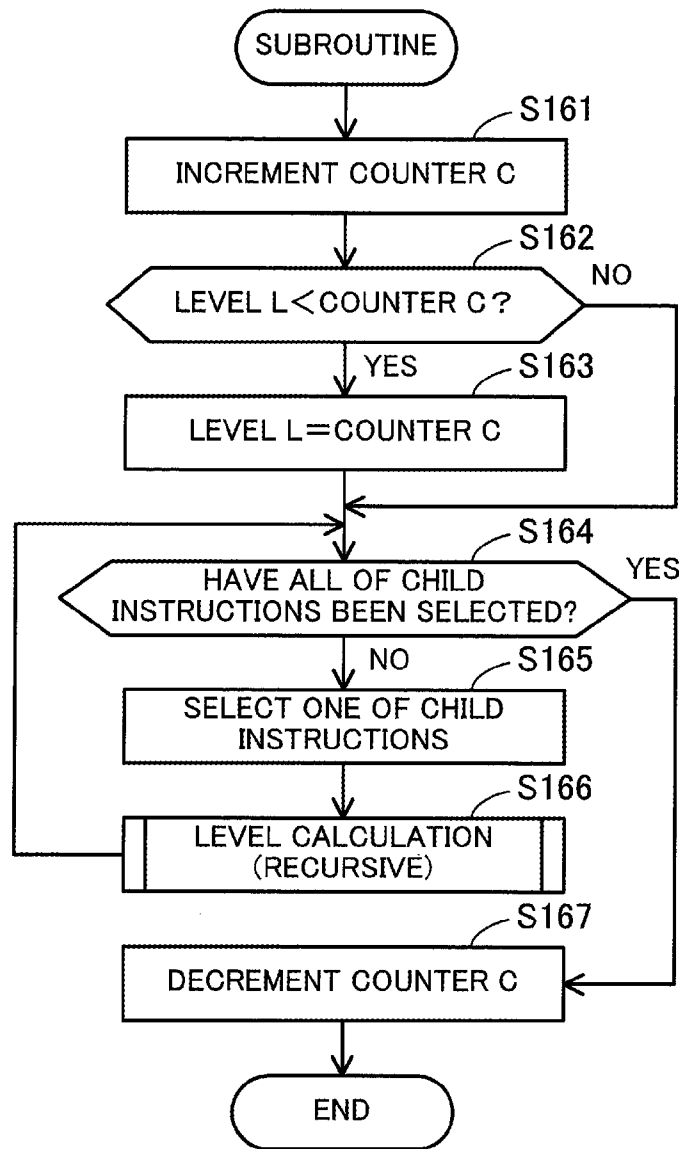 SUBROUTINE
S161
INCREMENT COUNTER C
S162
NO
LEVEL L<COUNTER C?
YES
S163
LEVEL L=COUNTER C
S164
YES
HAVE ALL OF CHILD
INSTRUCTIONS BEEN SELECTED?
NO
S165
SELECT ONE OF CHILD
INSTRUCTIONS
S166
LEVEL CALCULATION
(RECURSIVE)
S167
DECREMENT COUNTER C
END